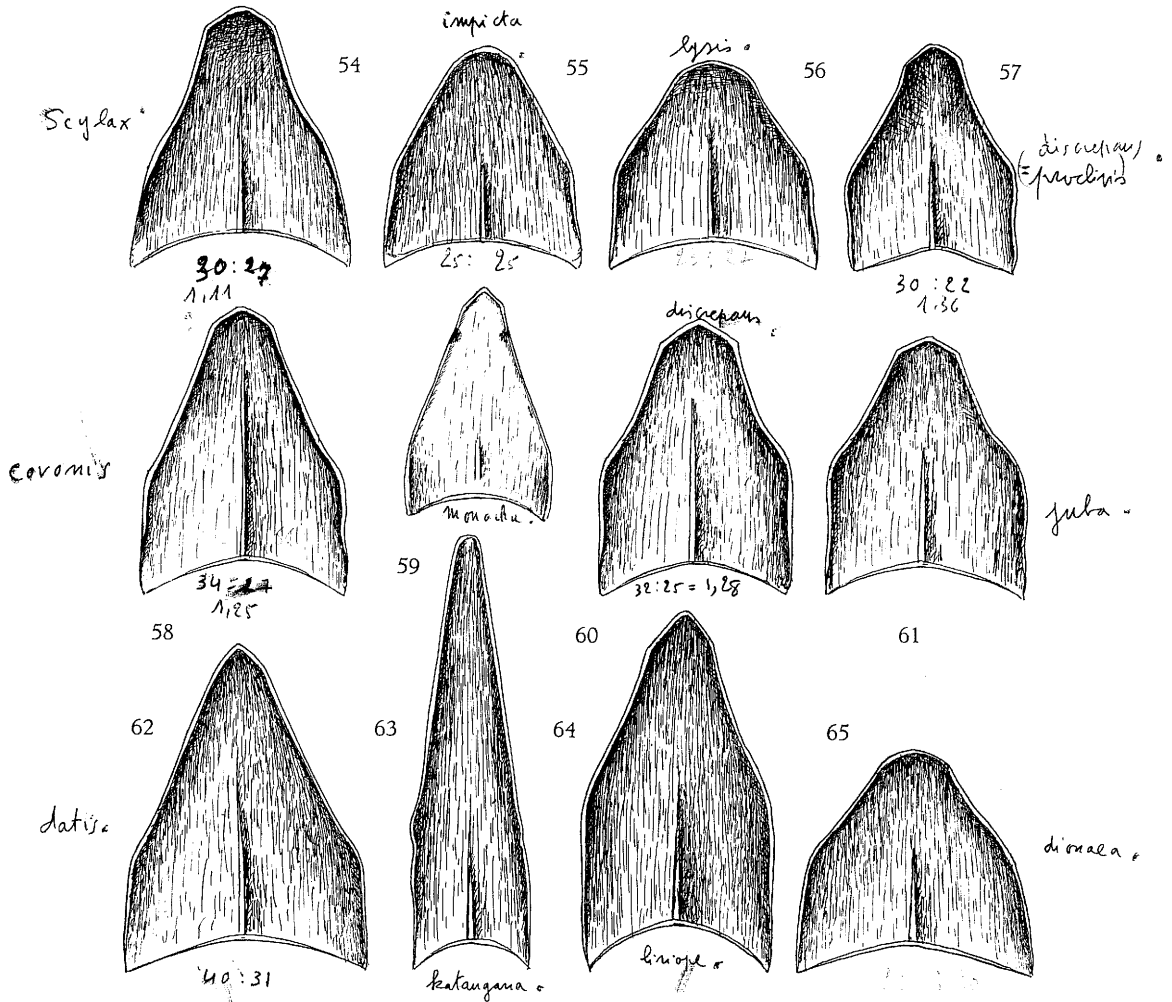 impicta
lysis.
54
55
56
57
Scylax.
(discrepans
= proclivis
30:27
1,11
25: 25
30:22
1.36
discrepans
coronis
monacha.
juba.
34:27
1,25
32:25=1,28
59
58
60
61
62
63
64
65
datis.
dionaea.
liriope.
40:31
katangana.